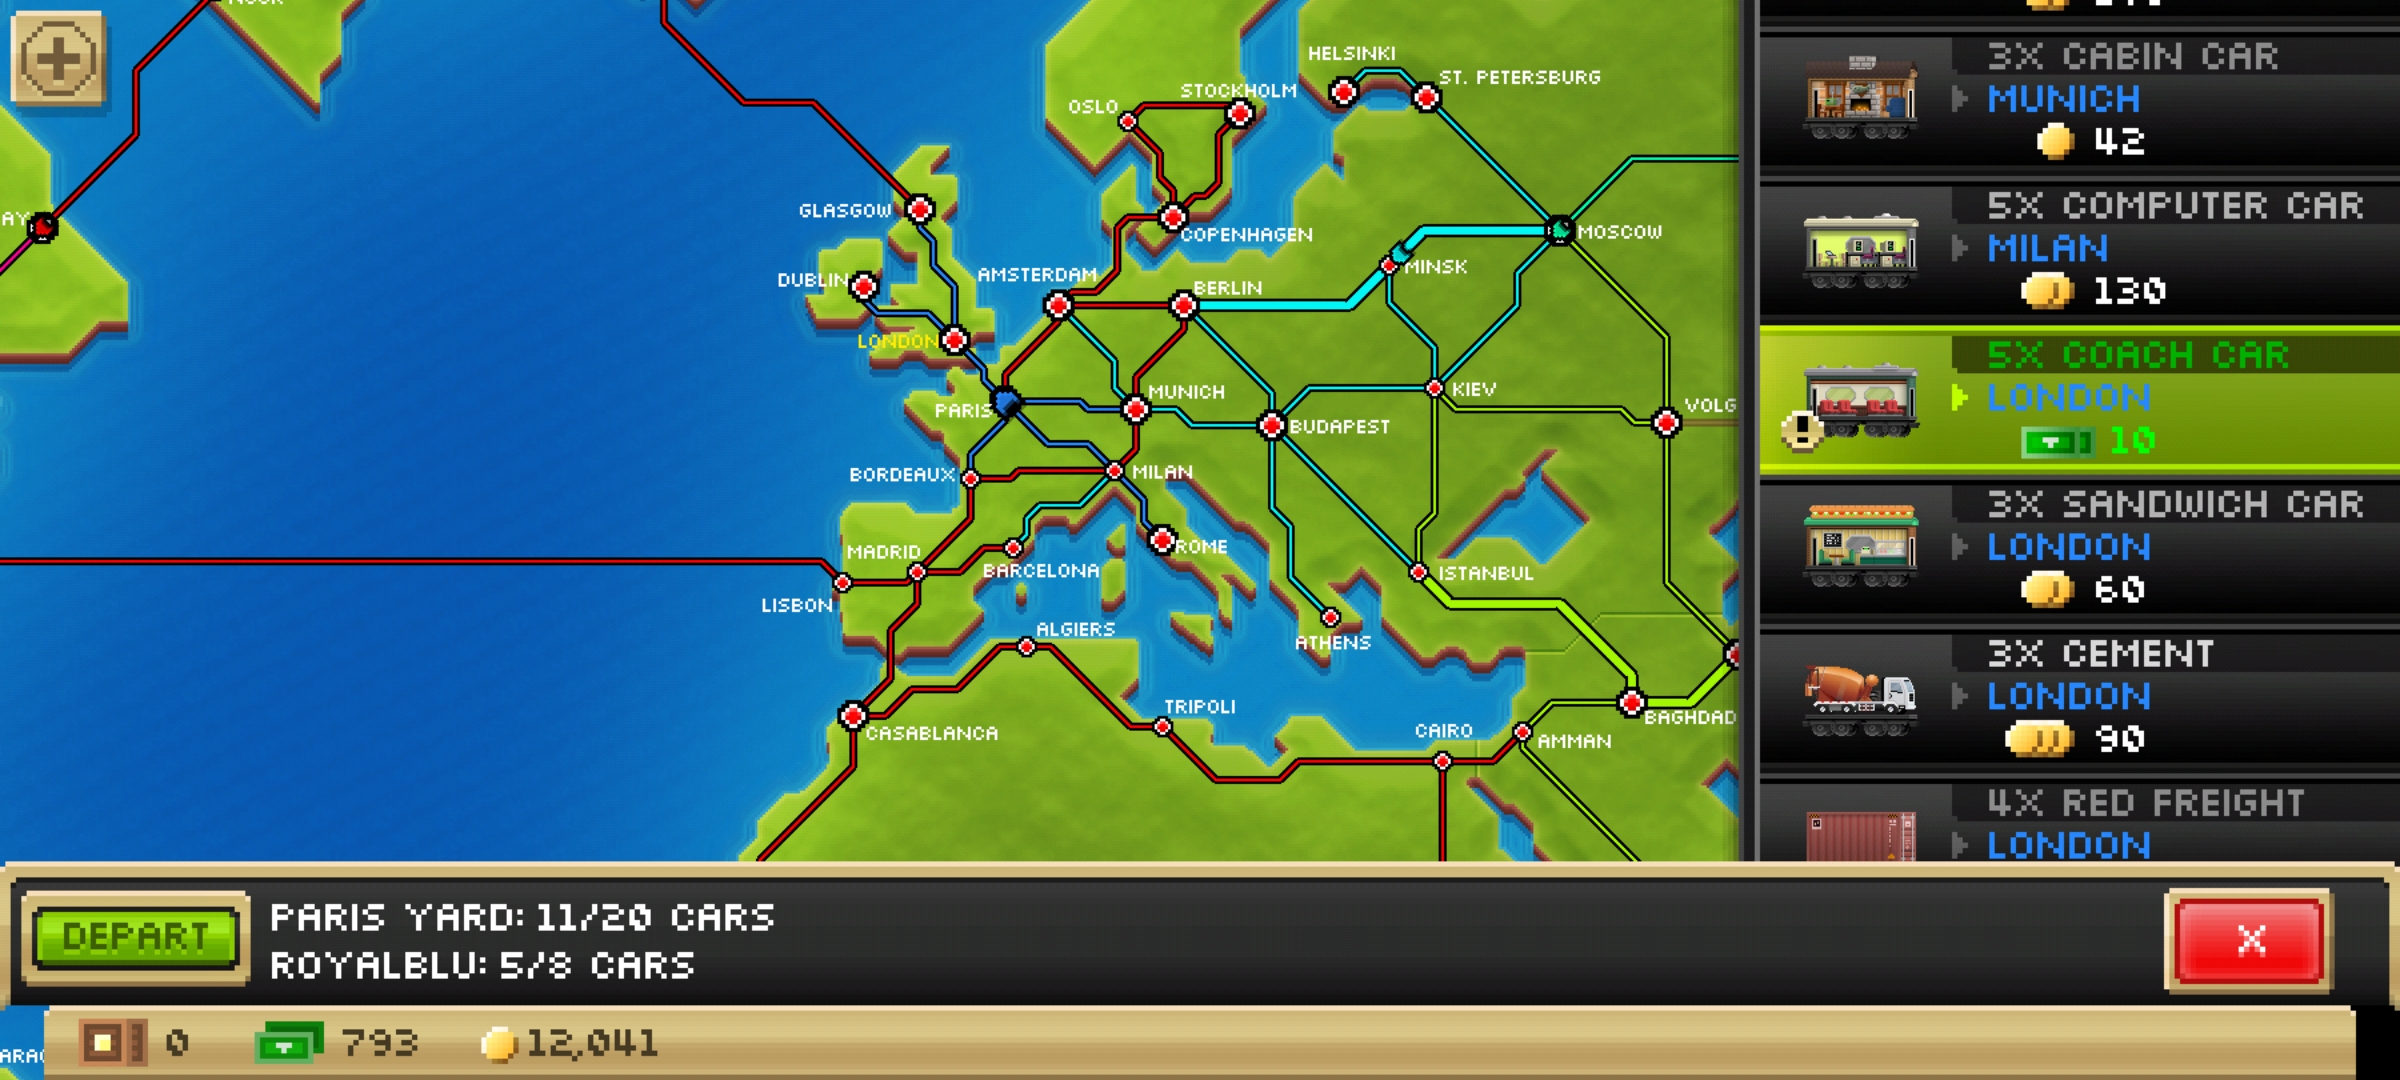 HELSINKI
ST. PETERSBURG
STOCKHOLM
OSLO
GLASGOW
COPENHAGEN
MOSCOW
MINSK
DUBLIN
AMSTERDAM
BERLIN
LONDON
PARIS
MUNICH
KIEV
VOLG
BUDAPEST
BORDEAUX
MILAN
MADRID
ROME
BARCELONA
ISTANBUL
LISBON
ALGIERS
ATHENS
TRIPOLI
CASABLANCA
CAIRO
AMMAN
BAGHDAD
3X CABIN CAR
MUNICH
42
5X COMPUTER CAR
MILAN
130
5X COACH CAR
LONDON
10
3X SANDWICH CAR
LONDON
60
3X CEMENT
LONDON
90
4X RED FREIGHT
LONDON
DEPART
PARIS YARD: 11/20 CARS
ROYALBLU: 5/8 CARS
X
0
793
12,041